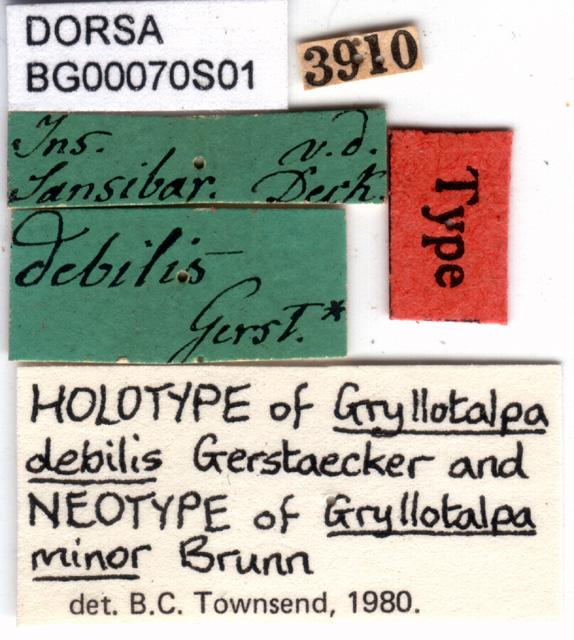 DORSA
BG00070S01
3910
Ins. v. d.
Sansibar. Deck.
Type
debilis
Gerst.*
HOLOTYPE of Gryllotalpa
debilis Gerstaecker and
NEOTYPE of Gryllotalpa
minor Brunn
det. B.C. Townsend, 1980.